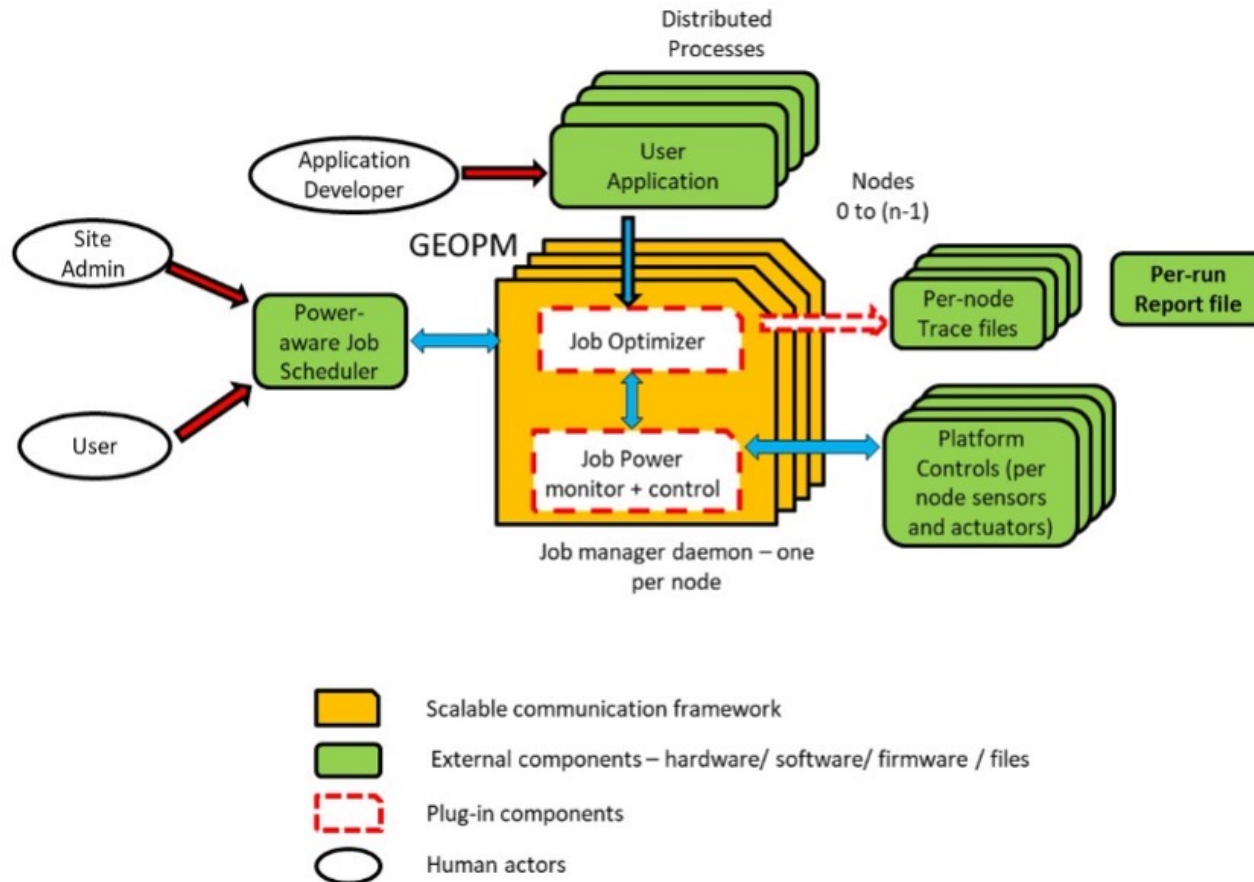 Distributed
Processes
User
Application
Application
Developer
Nodes
0 to (n-1)
Site
Admin
GEOPM
Per-node
Trace files
Per-run
Report file
Power-
aware Job
Scheduler
Job Optimizer
User
Job Power
monitor + control
Platform
Controls (per
node sensors
and actuators)
Job manager daemon – one
per node
Scalable communication framework
External components – hardware/ software/ firmware / files
Plug-in components
Human actors